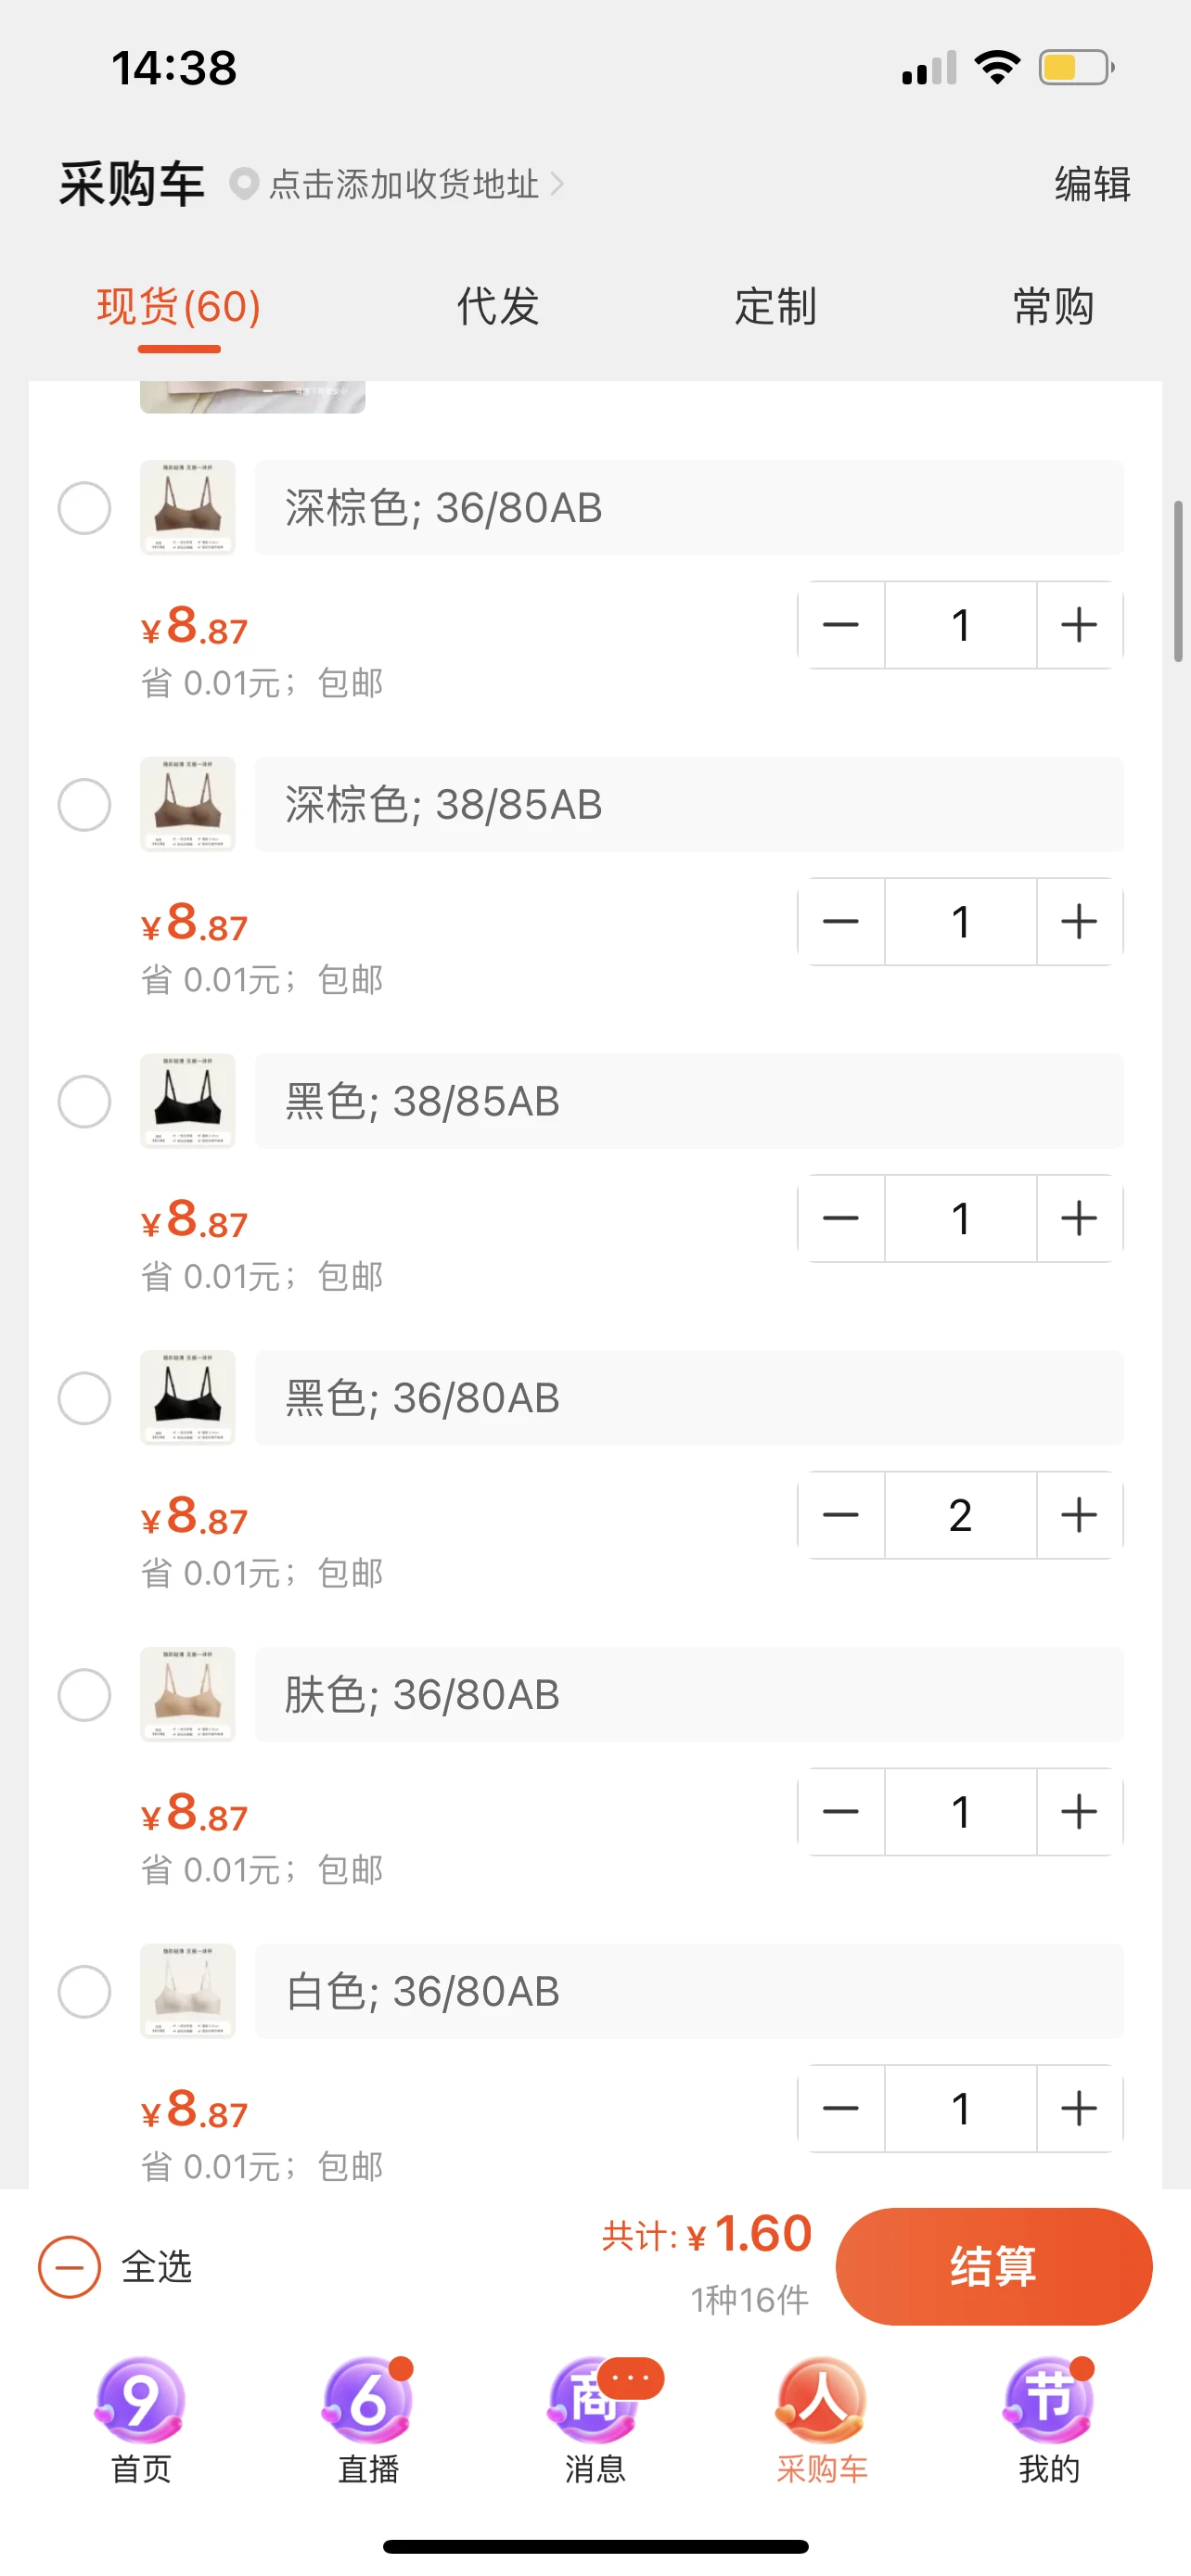 14:38
采购车 点击添加收货地址 编辑
现货(60) 代发 定制 常购
深棕色; 36/80AB
¥8.87
1
省 0.01元; 包邮
深棕色; 38/85AB
¥8.87
1
省 0.01元; 包邮
黑色; 38/85AB
¥8.87
1
省 0.01元; 包邮
黑色; 36/80AB
¥8.87
2
省 0.01元; 包邮
肤色; 36/80AB
¥8.87
1
省 0.01元; 包邮
白色; 36/80AB
¥8.87
1
省 0.01元; 包邮
全选 共计: ¥1.60 结算
1种16件
9 6 商 人 节
首页 直播 消息 采购车 我的